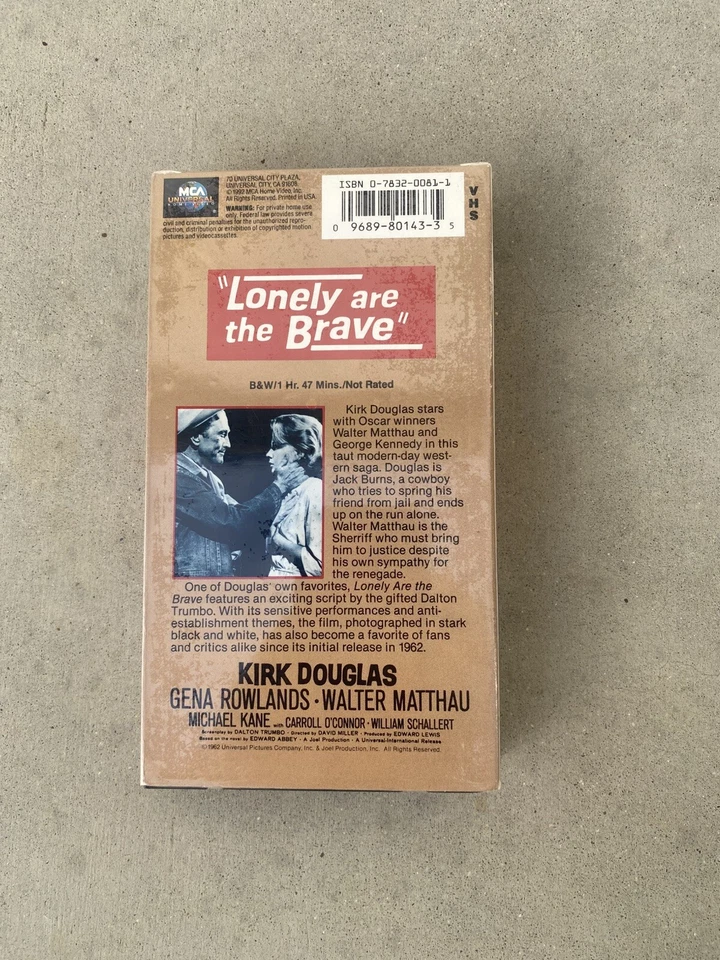 MCA
UNIVERSAL
HOME VIDEO
70 UNIVERSAL CITY PLAZA,
UNIVERSAL CITY, CA 91608.
© 1992 MCA Home Video, Inc.
All Rights Reserved. Printed in USA.
WARNING: For private home use
only. Federal law provides severe
civil and criminal penalties for the unauthorized repro-
duction, distribution or exhibition of copyrighted motion
pictures and videocassettes.
ISBN 0-7832-0081-1
0 9689-80143-3 5
VHS
"Lonely are
the Brave"
B&W/1 Hr. 47 Mins./Not Rated
Kirk Douglas stars
with Oscar winners
Walter Matthau and
George Kennedy in this
taut modern-day west-
ern saga. Douglas is
Jack Burns, a cowboy
who tries to spring his
friend from jail and ends
up on the run alone.
Walter Matthau is the
Sherriff who must bring
him to justice despite
his own sympathy for
the renegade.
One of Douglas' own favorites, Lonely Are the
Brave features an exciting script by the gifted Dalton
Trumbo. With its sensitive performances and anti-
establishment themes, the film, photographed in stark
black and white, has also become a favorite of fans
and critics alike since its initial release in 1962.
KIRK DOUGLAS
GENA ROWLANDS · WALTER MATTHAU
MICHAEL KANE with CARROLL O'CONNOR · WILLIAM SCHALLERT
Screenplay by DALTON TRUMBO · Directed by DAVID MILLER · Produced by EDWARD LEWIS
Based on the novel by EDWARD ABBEY · A Joel Production · A Universal-International Release
© 1962 Universal Pictures Company, Inc. & Joel Production, Inc. All Rights Reserved.